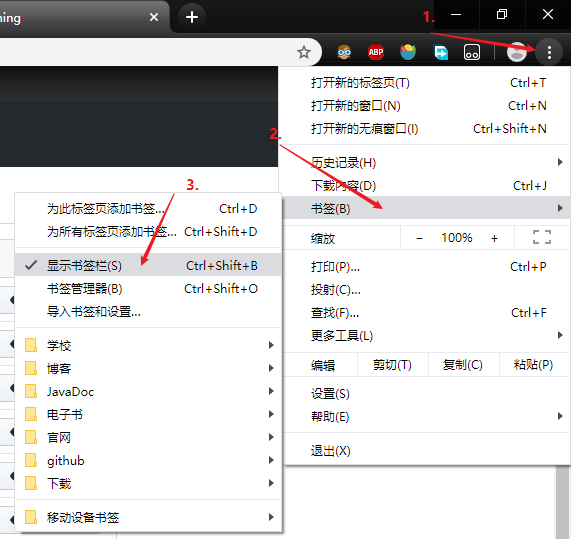 ning
1.
ABP
打开新的标签页(T) Ctrl+T
打开新的窗口(N) Ctrl+N
打开新的无痕窗口(I) Ctrl+Shift+N
2.
历史记录(H)
下载内容(D) Ctrl+J
书签(B)
缩放 − 100% +
打印(P)... Ctrl+P
投射(C)...
查找(F)... Ctrl+F
更多工具(L)
编辑 剪切(T) 复制(C) 粘贴(P)
设置(S)
帮助(E)
退出(X)
3.
为此标签页添加书签... Ctrl+D
为所有标签页添加书签... Ctrl+Shift+D
显示书签栏(S) Ctrl+Shift+B
书签管理器(B) Ctrl+Shift+O
导入书签和设置...
学校
博客
JavaDoc
电子书
官网
github
下载
移动设备书签